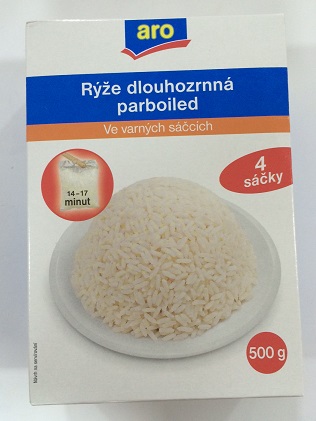 aro
Rýže dlouhozrnná
parboiled
Ve varných sáčcích
14–17
minut
4
sáčky
500 g
Návrh na servírování